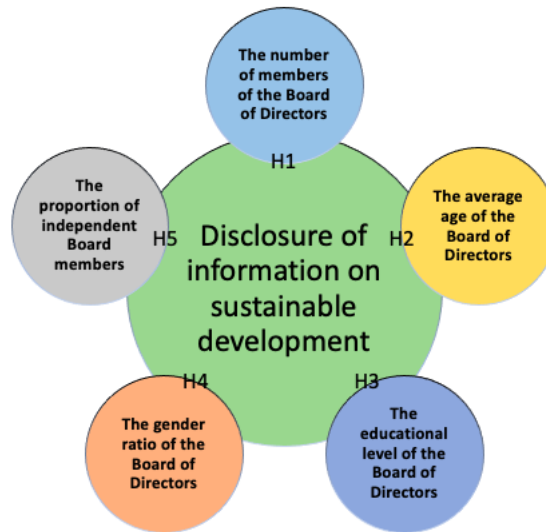 The number
of members
of the Board
of Directors
H1
The average
age of the
Board of
Directors
H2
The
educational
level of the
Board of
Directors
H3
The gender
ratio of the
Board of
Directors
H4
The
proportion of
independent
Board
members
H5
Disclosure of
information on
sustainable
development